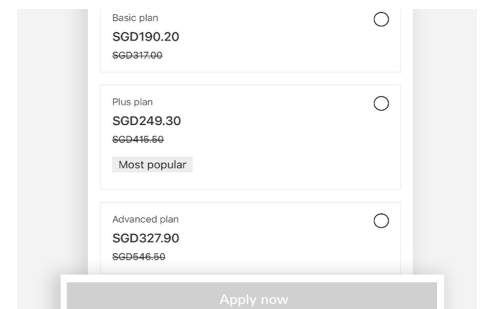 Basic plan
SGD190.20
SGD317.00
Plus plan
SGD249.30
SGD415.50
Most popular
Advanced plan
SGD327.90
SGD546.50
Apply now